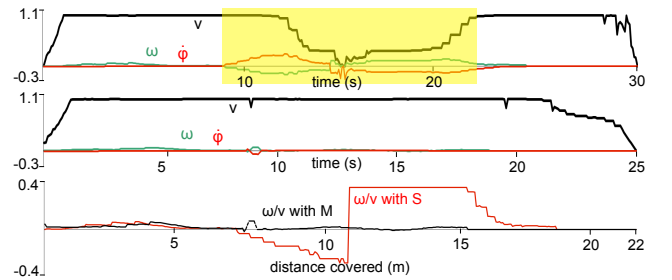 1.1
v
ω φ̇
-0.3
10 20 30
time (s)
1.1
v
ω φ̇
-0.3
5 10 15 20 25
time (s)
0.4
ω/v with M ω/v with S
-0.4
5 10 15 20 22
distance covered (m)